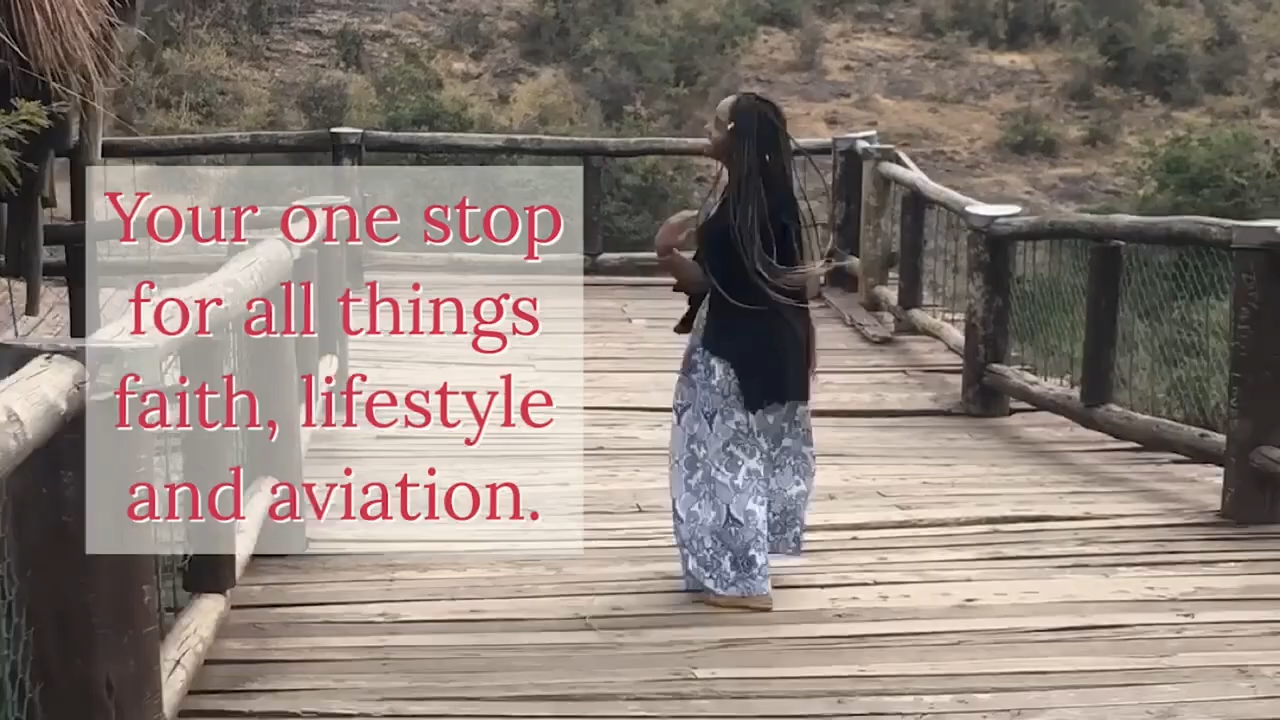 Your one stop
for all things
faith, lifestyle
and aviation.